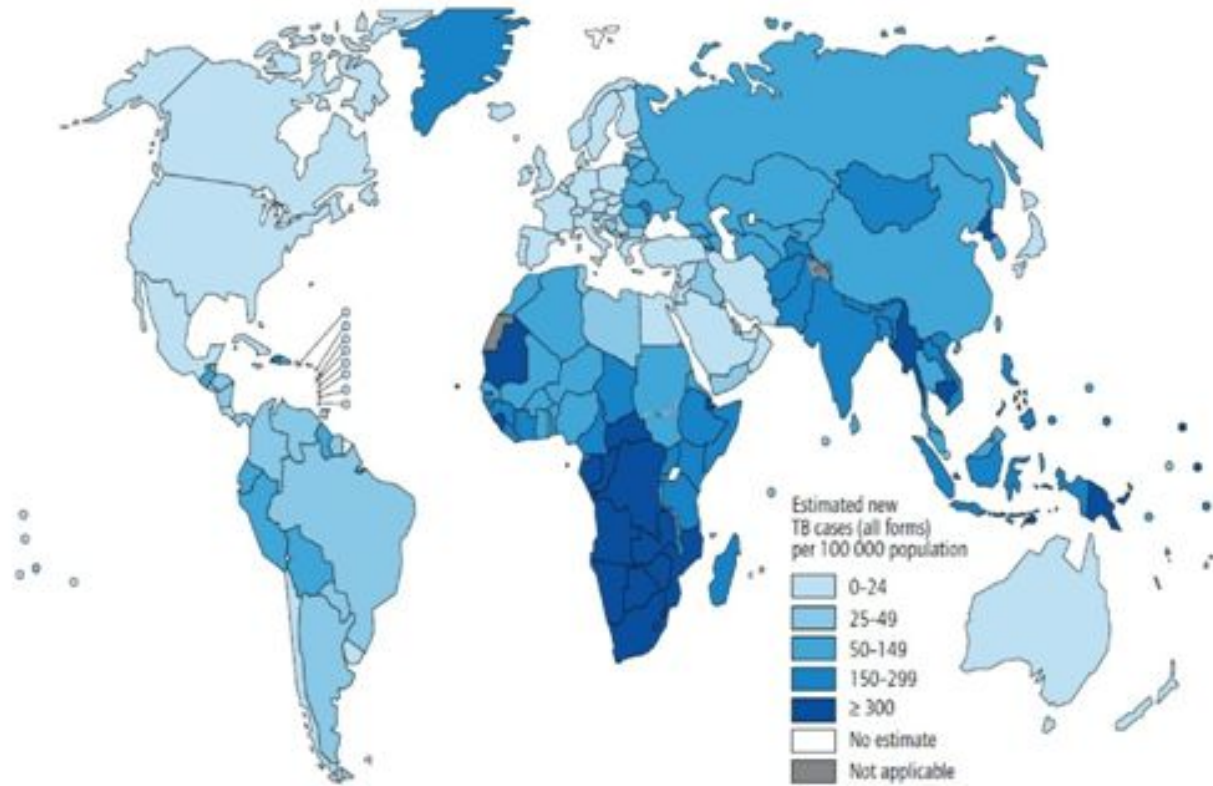 Estimated new
TB cases (all forms)
per 100 000 population
0–24
25–49
50–149
150–299
≥ 300
No estimate
Not applicable